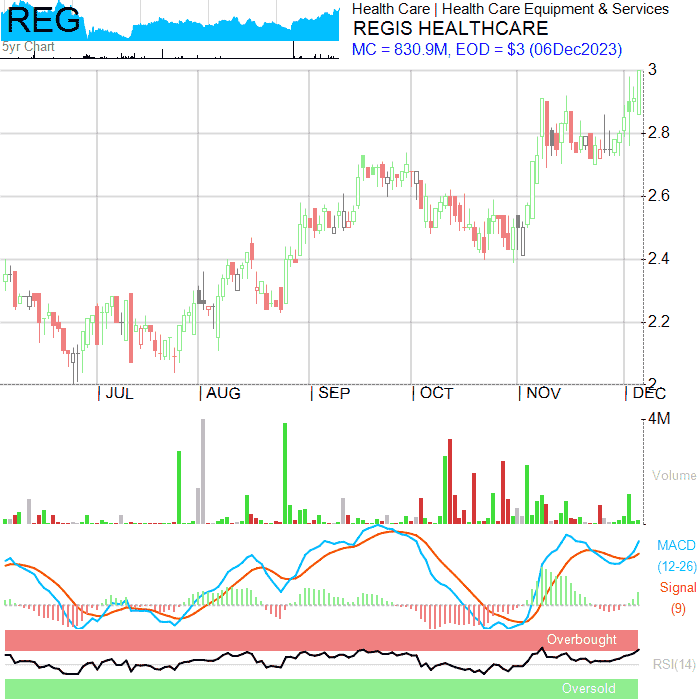 REG
5yr Chart
Health Care | Health Care Equipment & Services
REGIS HEALTHCARE
MC = 830.9M, EOD = $3 (06Dec2023)
3
2.8
2.6
2.4
2.2
2
JUL
AUG
SEP
OCT
NOV
DEC
4M
Volume
MACD
(12-26)
Signal
(9)
Overbought
RSI(14)
Oversold